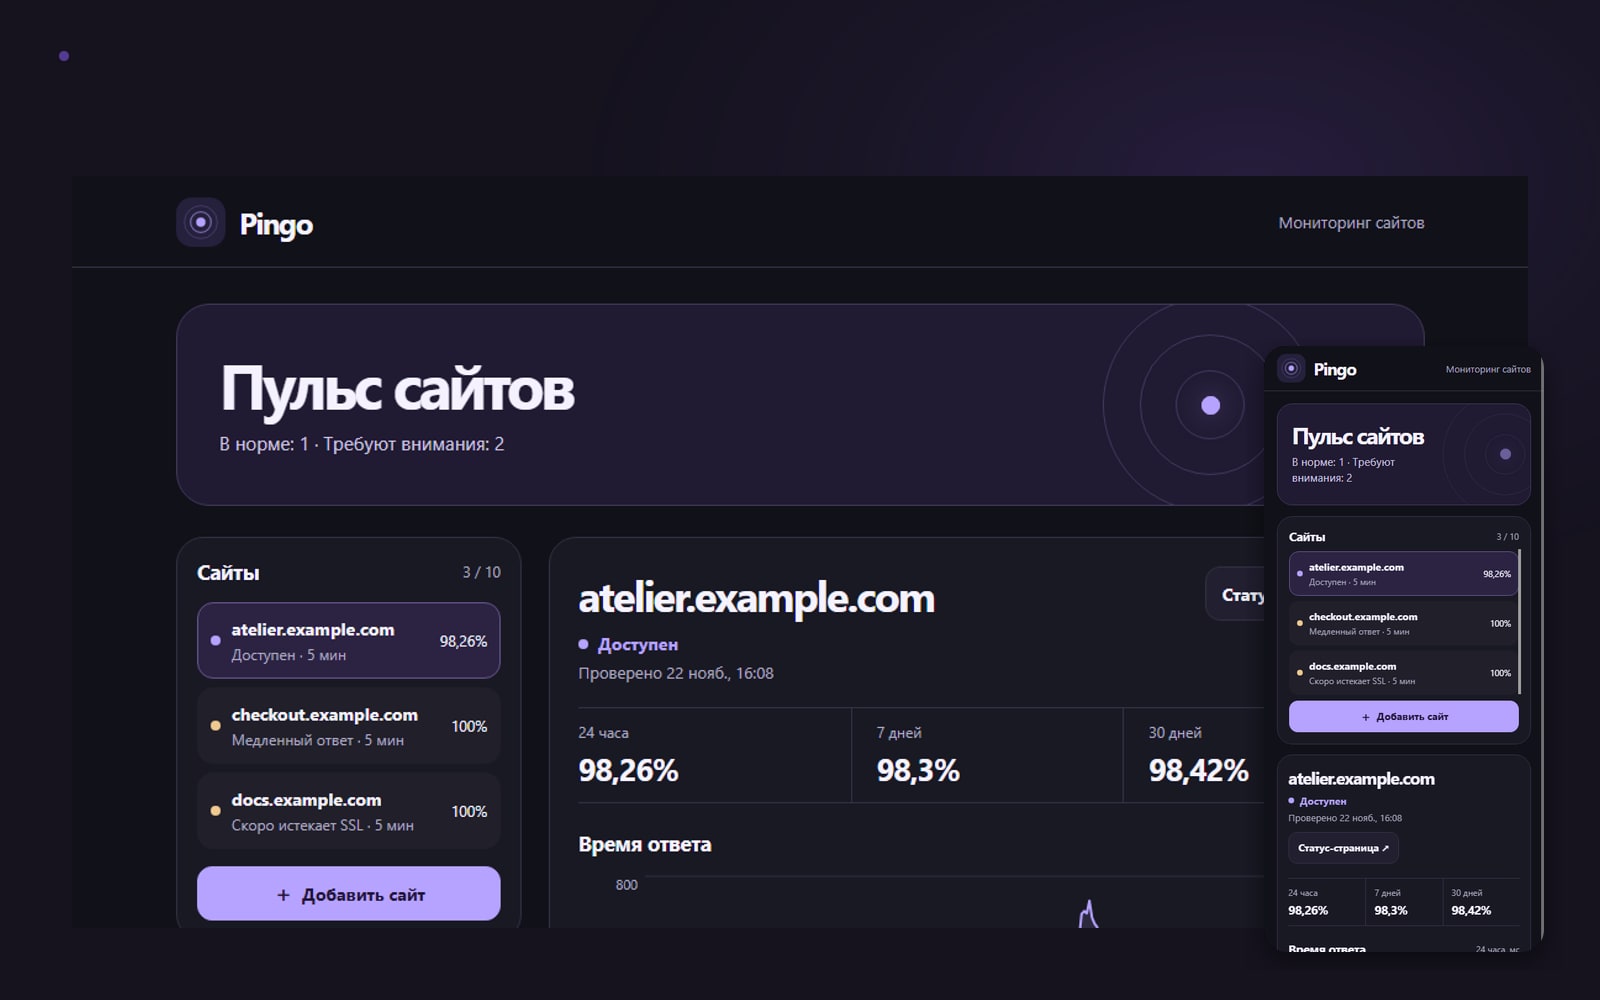 Pingo
Мониторинг сайтов
Пульс сайтов
В норме: 1 · Требуют внимания: 2
Сайты
3 / 10
atelier.example.com
98,26%
Доступен · 5 мин
checkout.example.com
100%
Медленный ответ · 5 мин
docs.example.com
100%
Скоро истекает SSL · 5 мин
+ Добавить сайт
atelier.example.com
Доступен
Проверено 22 нояб., 16:08
24 часа
7 дней
30 дней
98,26%
98,3%
98,42%
Время ответа
800
Pingo
Мониторинг сайтов
Пульс сайтов
В норме: 1 · Требуют
внимания: 2
Сайты
3 / 10
atelier.example.com
98,26%
Доступен · 5 мин
checkout.example.com
100%
Медленный ответ · 5 мин
docs.example.com
100%
Скоро истекает SSL · 5 мин
+ Добавить сайт
atelier.example.com
Доступен
Проверено 22 нояб., 16:08
Статус-страница ↗
24 часа
7 дней
30 дней
98,26%
98,3%
98,42%
Время ответа
24 часа, мс